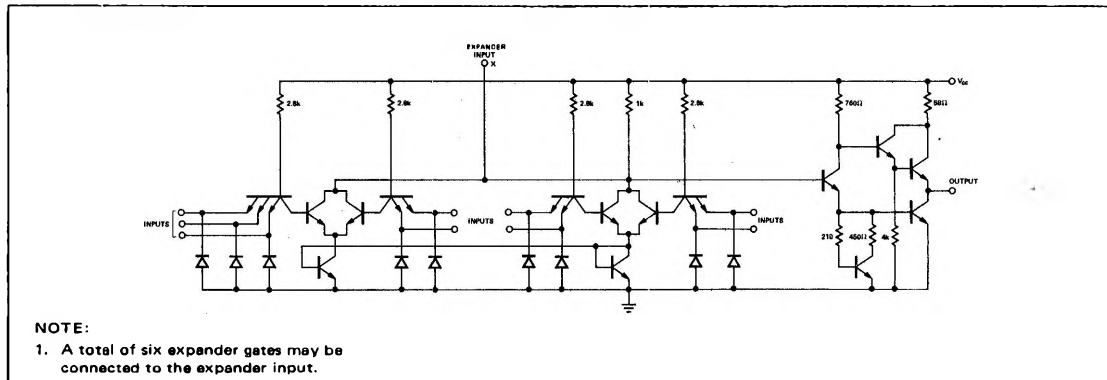 EXPANDER
INPUT
X
VCC
2.8k
2.8k
2.8k
1k
2.8k
760Ω
58Ω
OUTPUT
INPUTS
INPUTS
INPUTS
210
450Ω
4k
NOTE:
1. A total of six expander gates may be
connected to the expander input.